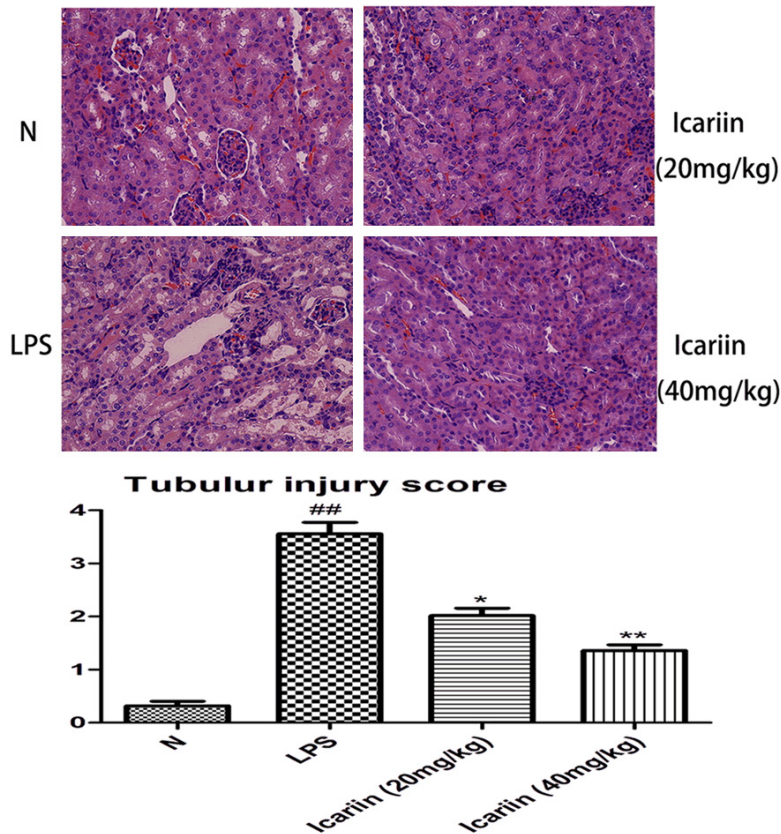 N
Icariin
(20mg/kg)
LPS
Icariin
(40mg/kg)
Tubulur injury score
4
##
3
2
*
**
1
0
N
LPS
Icariin (20mg/kg)
Icariin (40mg/kg)